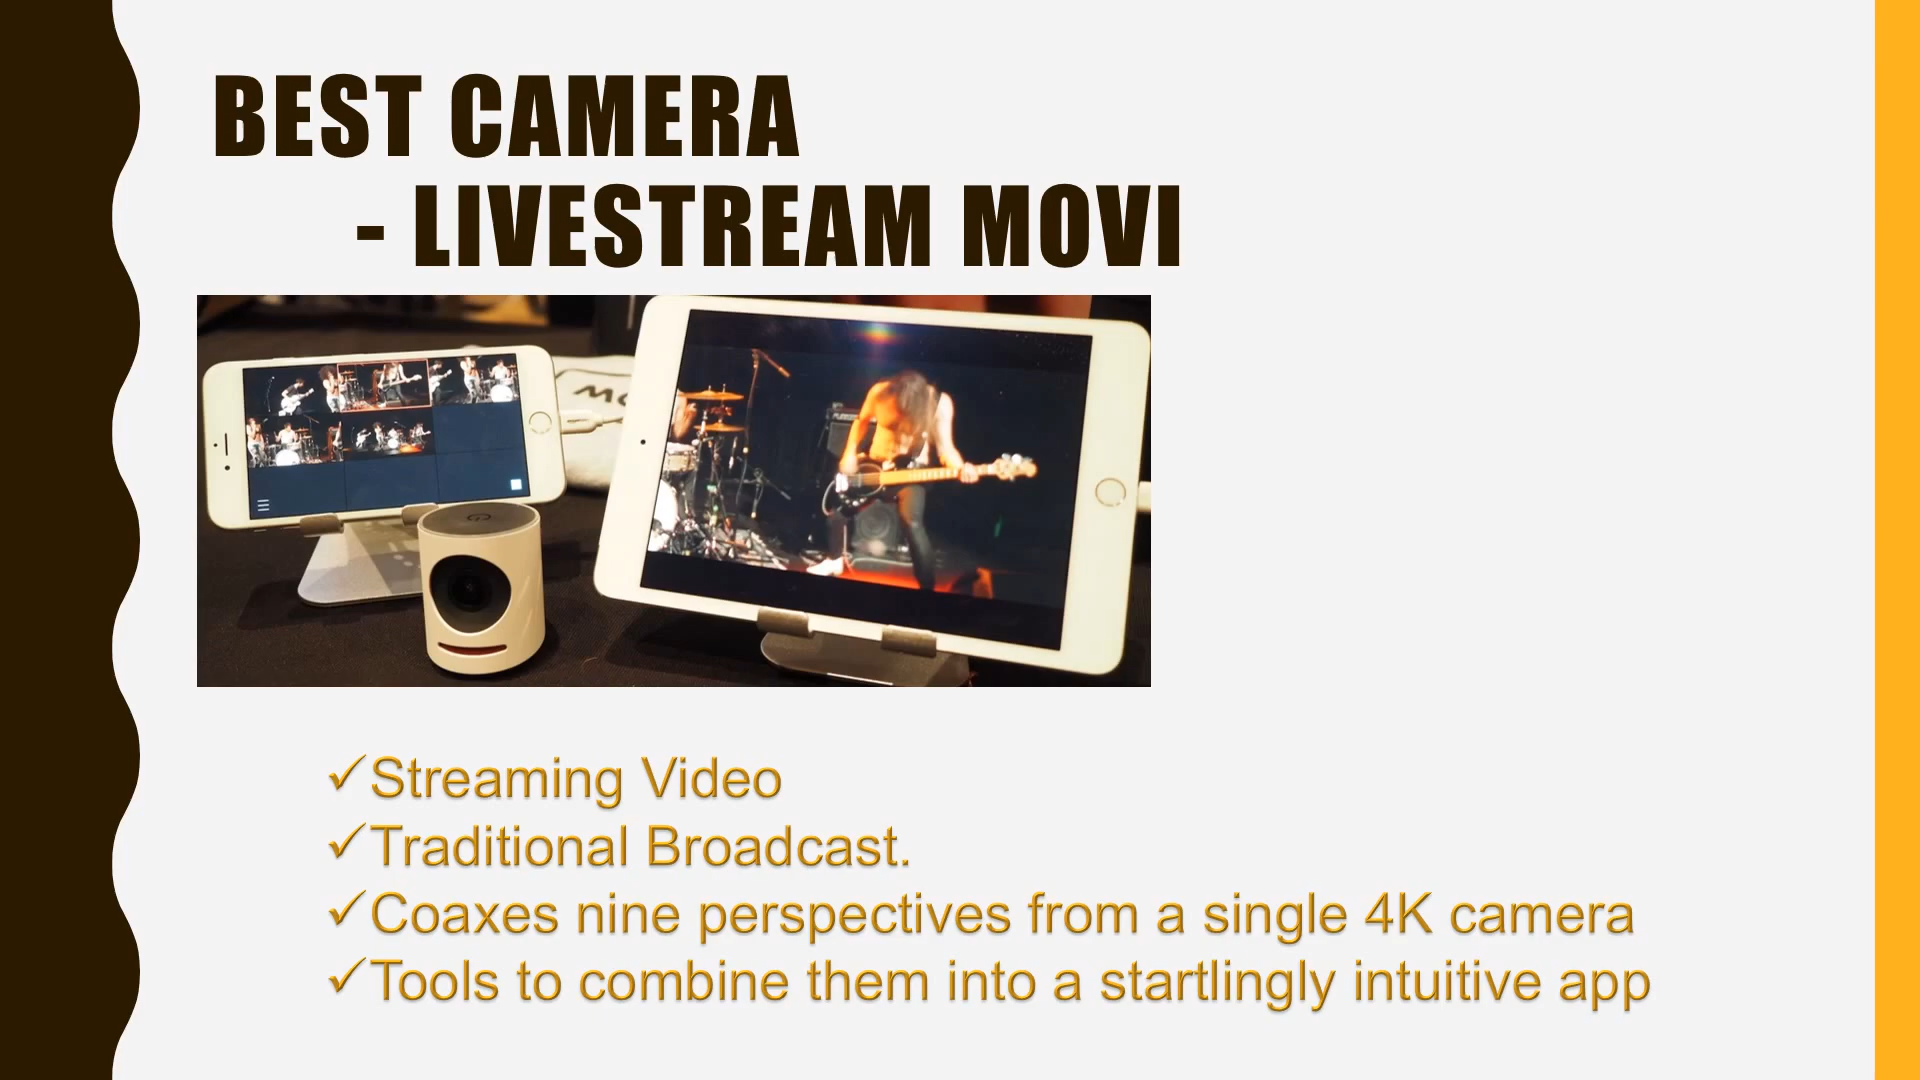 BEST CAMERA
- LIVESTREAM MOVI
✓Streaming Video
✓Traditional Broadcast.
✓Coaxes nine perspectives from a single 4K camera
✓Tools to combine them into a startlingly intuitive app